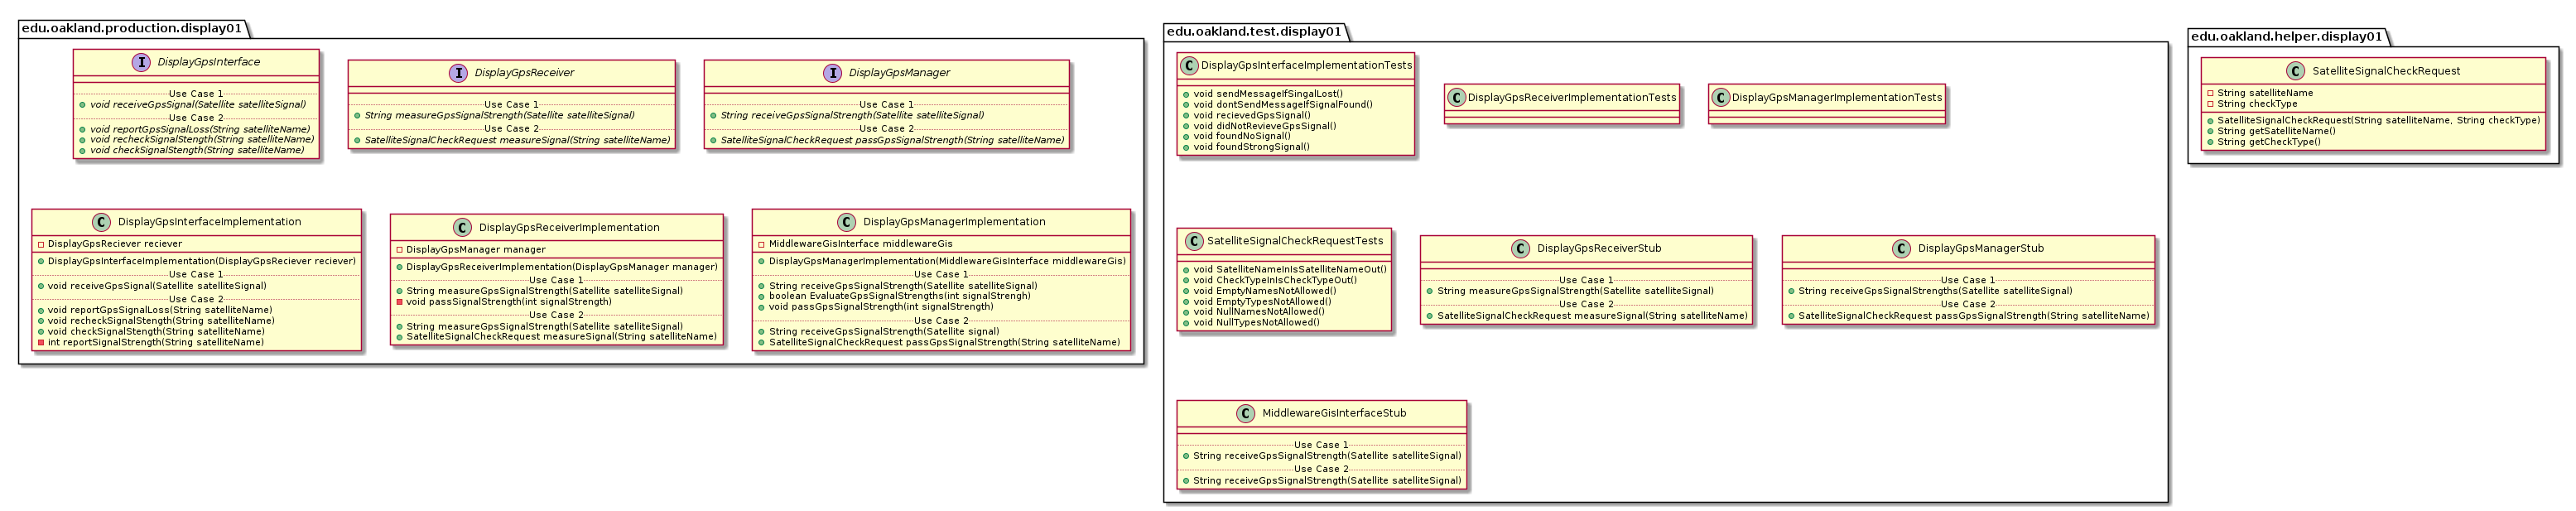 edu.oakland.production.display01
I DisplayGpsInterface
Use Case 1
void receiveGpsSignal(Satellite satelliteSignal)
Use Case 2
void reportGpsSignalLoss(String satelliteName)
void recheckSignalStength(String satelliteName)
void checkSignalStength(String satelliteName)
I DisplayGpsReceiver
Use Case 1
String measureGpsSignalStrength(Satellite satelliteSignal)
Use Case 2
SatelliteSignalCheckRequest measureSignal(String satelliteName)
I DisplayGpsManager
Use Case 1
String receiveGpsSignalStrength(Satellite satelliteSignal)
Use Case 2
SatelliteSignalCheckRequest passGpsSignalStrength(String satelliteName)
C DisplayGpsInterfaceImplementation
DisplayGpsReciever reciever
DisplayGpsInterfaceImplementation(DisplayGpsReciever reciever)
Use Case 1
void receiveGpsSignal(Satellite satelliteSignal)
Use Case 2
void reportGpsSignalLoss(String satelliteName)
void recheckSignalStength(String satelliteName)
void checkSignalStength(String satelliteName)
int reportSignalStrength(String satelliteName)
C DisplayGpsReceiverImplementation
DisplayGpsManager manager
DisplayGpsReceiverImplementation(DisplayGpsManager manager)
Use Case 1
String measureGpsSignalStrength(Satellite satelliteSignal)
void passSignalStrength(int signalStrength)
Use Case 2
String measureGpsSignalStrength(Satellite satelliteSignal)
SatelliteSignalCheckRequest measureSignal(String satelliteName)
C DisplayGpsManagerImplementation
MiddlewareGisInterface middlewareGis
DisplayGpsManagerImplementation(MiddlewareGisInterface middlewareGis)
Use Case 1
String receiveGpsSignalStrength(Satellite satelliteSignal)
boolean EvaluateGpsSignalStrengths(int signalStrengh)
void passGpsSignalStrength(int signalStrength)
Use Case 2
String receiveGpsSignalStrength(Satellite signal)
SatelliteSignalCheckRequest passGpsSignalStrength(String satelliteName)
edu.oakland.test.display01
C DisplayGpsInterfaceImplementationTests
void sendMessageIfSingalLost()
void dontSendMessageIfSignalFound()
void recievedGpsSignal()
void didNotRevieveGpsSignal()
void foundNoSignal()
void foundStrongSignal()
C DisplayGpsReceiverImplementationTests
C DisplayGpsManagerImplementationTests
C SatelliteSignalCheckRequestTests
void SatelliteNameInIsSatelliteNameOut()
void CheckTypeinIsCheckTypeOut()
void EmptyNamesNotAllowed()
void EmptyTypesNotAllowed()
void NullNamesNotAllowed()
void NullTypesNotAllowed()
C DisplayGpsReceiverStub
Use Case 1
String measureGpsSignalStrength(Satellite satelliteSignal)
Use Case 2
SatelliteSignalCheckRequest measureSignal(String satelliteName)
C DisplayGpsManagerStub
Use Case 1
String receiveGpsSignalStrengths(Satellite satelliteSignal)
Use Case 2
SatelliteSignalCheckRequest passGpsSignalStrength(String satelliteName)
C MiddlewareGisInterfaceStub
Use Case 1
String receiveGpsSignalStrength(Satellite satelliteSignal)
Use Case 2
String receiveGpsSignalStrength(Satellite satelliteSignal)
edu.oakland.helper.display01
C SatelliteSignalCheckRequest
String satelliteName
String checkType
SatelliteSignalCheckRequest(String satelliteName, String checkType)
String getSatelliteName()
String getCheckType()